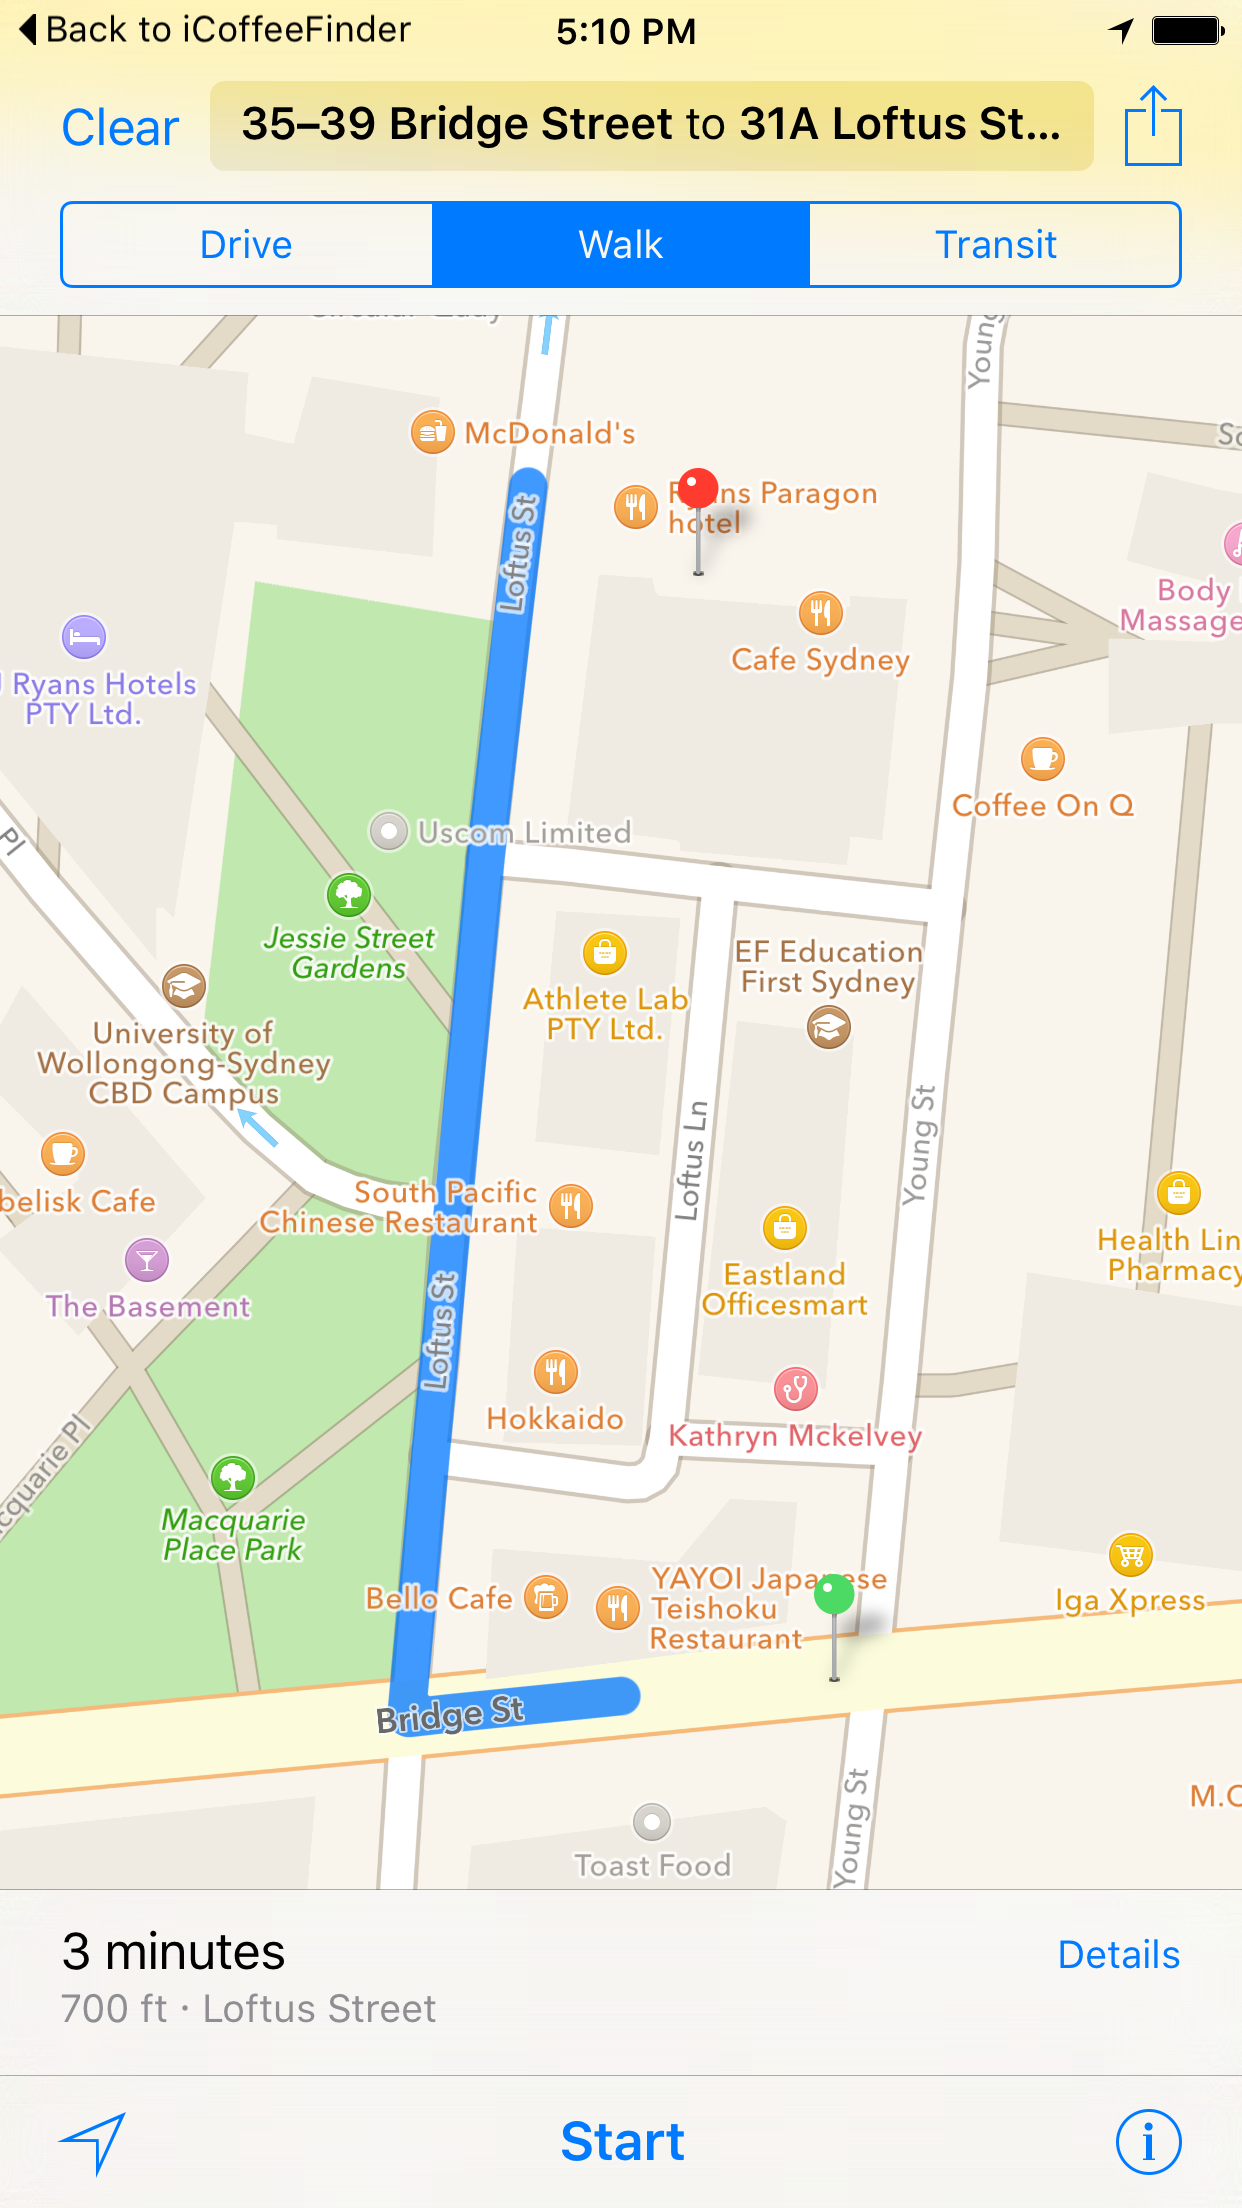 Back to iCoffeeFinder
5:10 PM
Clear
35–39 Bridge Street to 31A Loftus St...
Drive
Walk
Transit
Young
McDonald's
Loftus St
Paragon
hotel
Cafe Sydney
Body
Massage
Ryans Hotels
PTY Ltd.
Coffee On Q
Pl
Uscom Limited
Jessie Street
Gardens
Athlete Lab
PTY Ltd.
EF Education
First Sydney
University of
Wollongong-Sydney
CBD Campus
Loftus Ln
Young St
South Pacific
Chinese Restaurant
belisk Cafe
The Basement
Eastland
Officesmart
Health Lin
Pharmacy
Loftus St
Hokkaido
Kathryn Mckelvey
cquarie Pl
Macquarie
Place Park
Bello Cafe
YAYOI Japanese
Teishoku
Restaurant
Iga Xpress
Bridge St
Young St
M.C
Toast Food
3 minutes
700 ft · Loftus Street
Details
Start